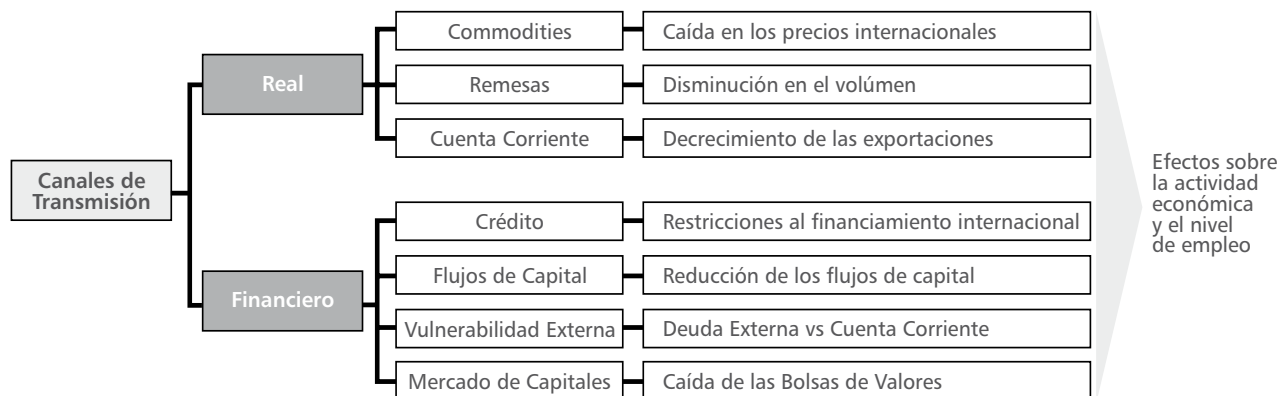 Canales de
Transmisión
Real
Commodities
Caída en los precios internacionales
Remesas
Disminución en el volúmen
Cuenta Corriente
Decrecimiento de las exportaciones
Financiero
Crédito
Restricciones al financiamiento internacional
Flujos de Capital
Reducción de los flujos de capital
Vulnerabilidad Externa
Deuda Externa vs Cuenta Corriente
Mercado de Capitales
Caída de las Bolsas de Valores
Efectos sobre
la actividad
económica
y el nivel
de empleo